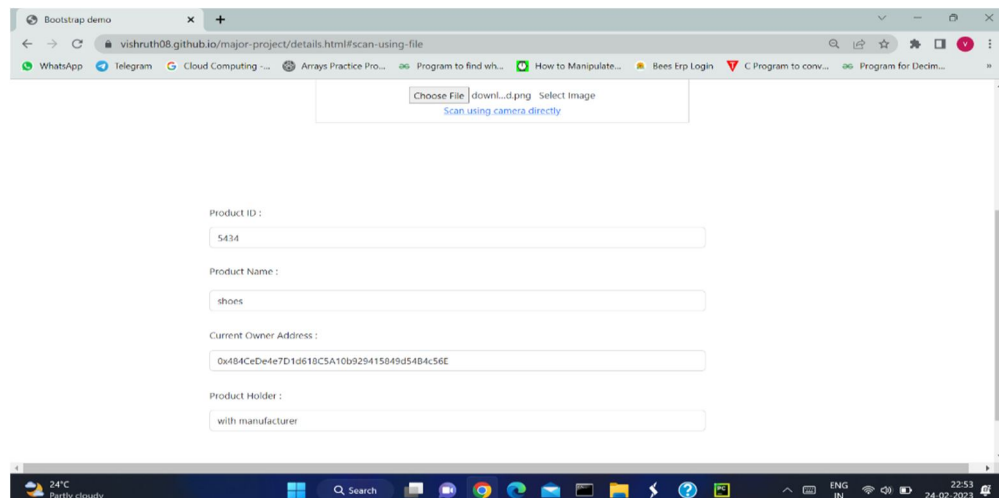 Bootstrap demo
vishruth08.github.io/major-project/details.html#scan-using-file
WhatsApp Telegram Cloud Computing -... Arrays Practice Pro... Program to find wh... How to Manipulate... Bees Erp Login C Program to conv... Program for Decim...
Choose File downl...d.png Select Image
Scan using camera directly
Product ID :
5434
Product Name :
shoes
Current Owner Address :
0x484CeDe4e7D1d618C5A10b929415849d54B4c56E
Product Holder :
with manufacturer
24°C
Partly cloudy
Search
ENG
IN
22:53
24-02-2023